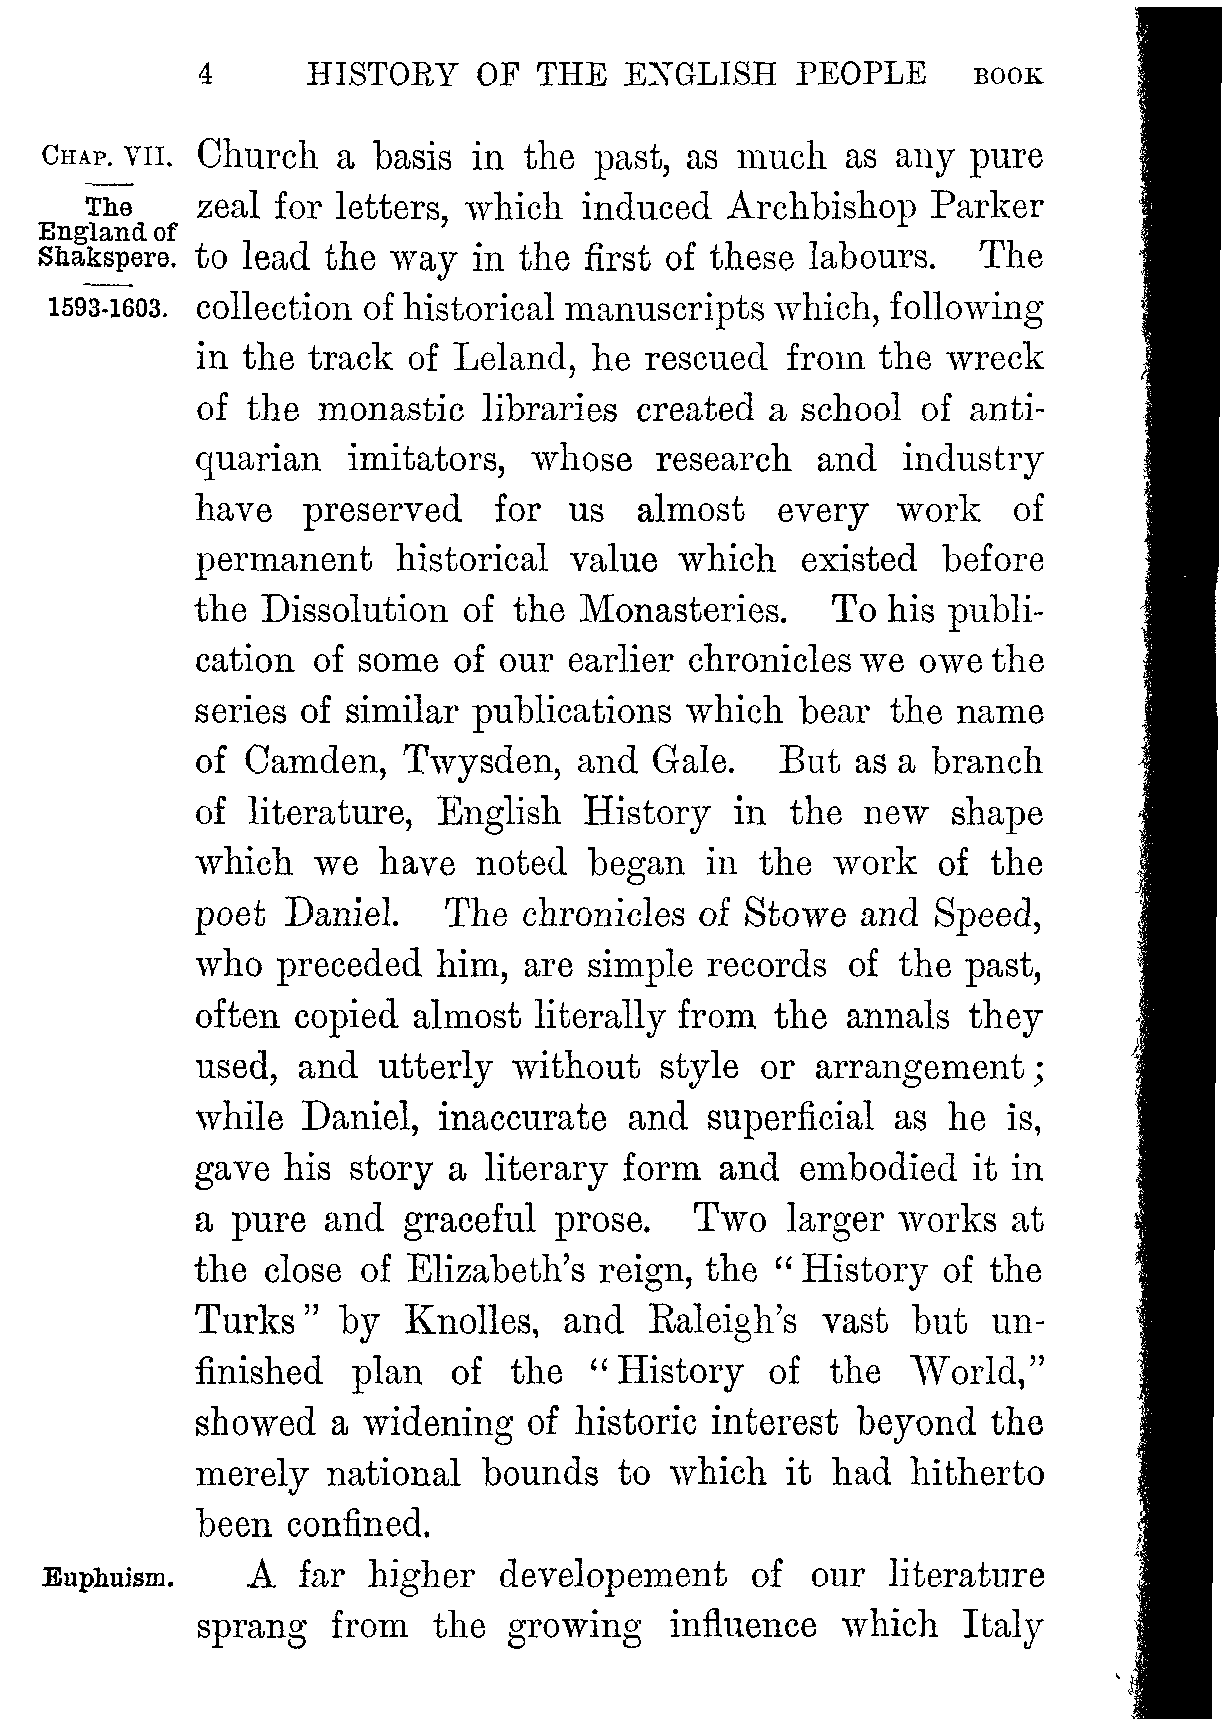 4 HISTORY OF THE ENGLISH PEOPLE BOOK
CHAP. VII.
The
England of
Shakspere.
1593-1603.
Church a basis in the past, as much as any pure
zeal for letters, which induced Archbishop Parker
to lead the way in the first of these labours. The
collection of historical manuscripts which, following
in the track of Leland, he rescued from the wreck
of the monastic libraries created a school of anti-
quarian imitators, whose research and industry
have preserved for us almost every work of
permanent historical value which existed before
the Dissolution of the Monasteries. To his publi-
cation of some of our earlier chronicles we owe the
series of similar publications which bear the name
of Camden, Twysden, and Gale. But as a branch
of literature, English History in the new shape
which we have noted began in the work of the
poet Daniel. The chronicles of Stowe and Speed,
who preceded him, are simple records of the past,
often copied almost literally from the annals they
used, and utterly without style or arrangement;
while Daniel, inaccurate and superficial as he is,
gave his story a literary form and embodied it in
a pure and graceful prose. Two larger works at
the close of Elizabeth's reign, the "History of the
Turks" by Knolles, and Raleigh's vast but un-
finished plan of the "History of the World,"
showed a widening of historic interest beyond the
merely national bounds to which it had hitherto
been confined.
Euphuism.
A far higher developement of our literature
sprang from the growing influence which Italy